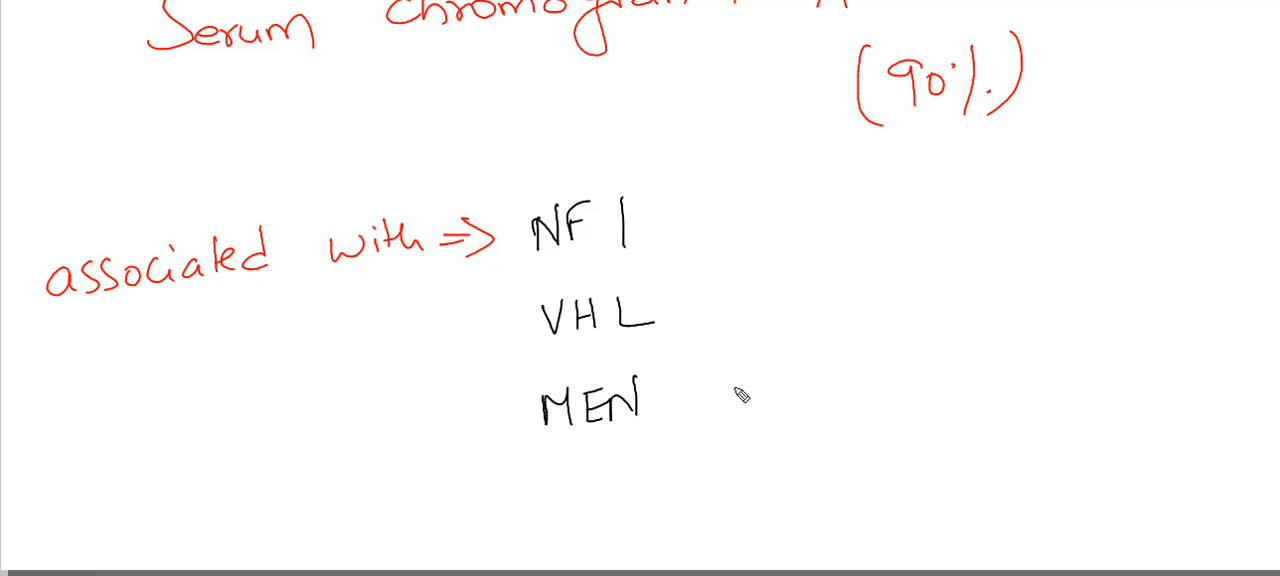 Serum
(90%)
associated with => NF 1
VHL
MEN